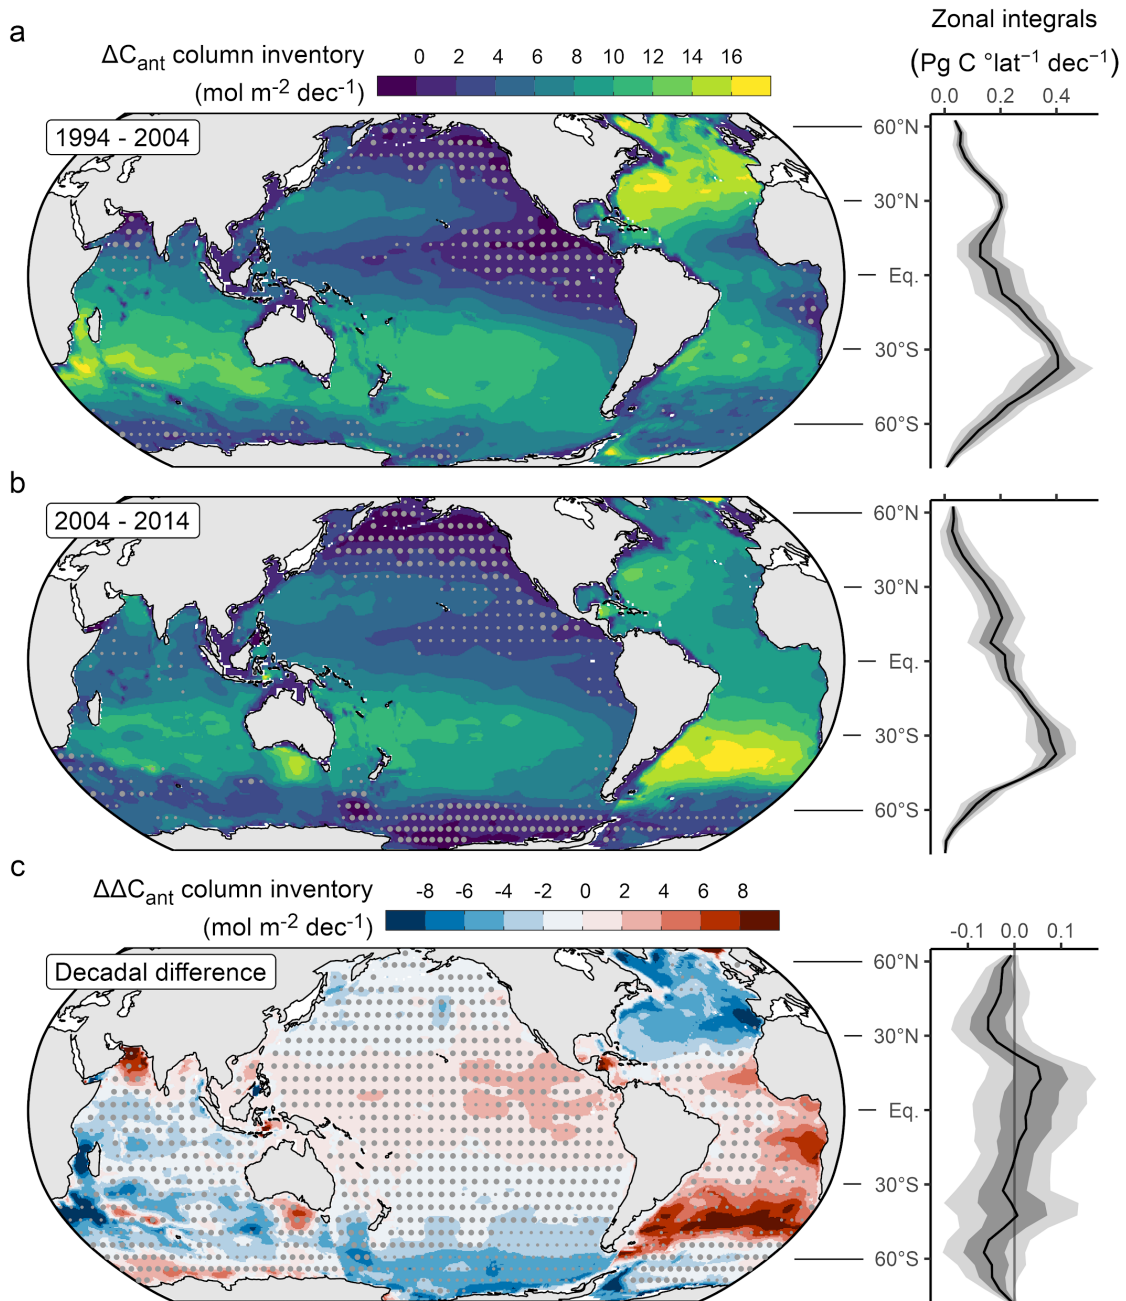 a
ΔC_ant column inventory
(mol m⁻² dec⁻¹)
0 2 4 6 8 10 12 14 16
Zonal integrals
(Pg C °lat⁻¹ dec⁻¹)
0.0 0.2 0.4
1994 - 2004
60°N
30°N
Eq.
30°S
60°S
b
2004 - 2014
60°N
30°N
Eq.
30°S
60°S
c
ΔΔC_ant column inventory
(mol m⁻² dec⁻¹)
-8 -6 -4 -2 0 2 4 6 8
-0.1 0.0 0.1
Decadal difference
60°N
30°N
Eq.
30°S
60°S